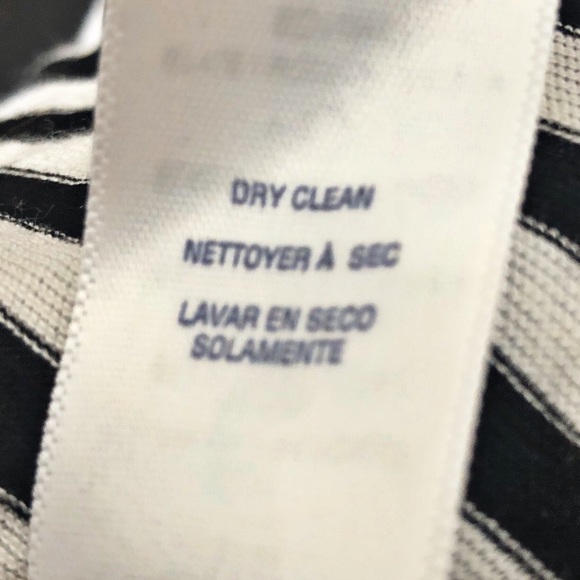 DRY CLEAN
NETTOYER À SEC
LAVAR EN SECO
SOLAMENTE